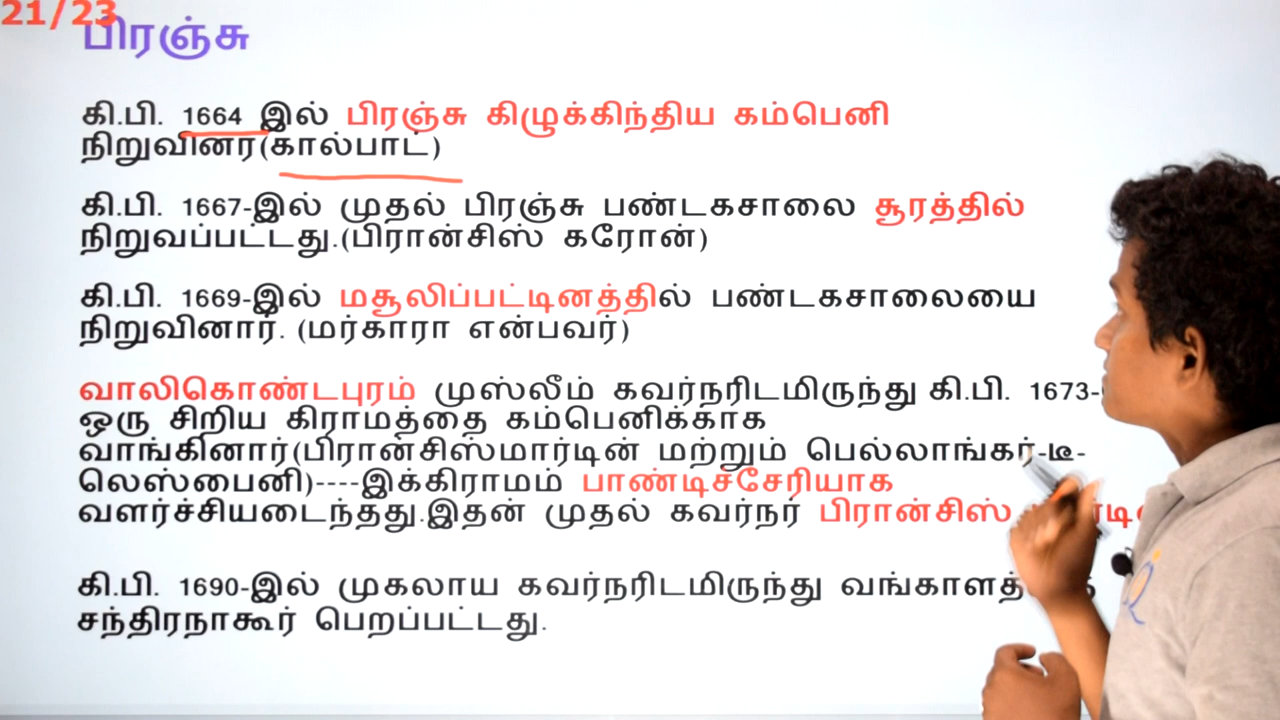 21/23
பிரஞ்சு
கி.பி. 1664 இல் பிரஞ்சு கிழுக்கிந்திய கம்பெனி
நிறுவினர(கால்பாட்)
கி.பி. 1667-இல் முதல் பிரஞ்சு பண்டகசாலை சூரத்தில்
நிறுவப்பட்டது.(பிரான்சிஸ் கரோன்)
கி.பி. 1669-இல் மசூலிப்பட்டினத்தில் பண்டகசாலையை
நிறுவினார். (மர்காரா என்பவர்)
வாலிகொண்டபுரம் முஸ்லீம் கவர்நரிடமிருந்து கி.பி. 1673-
ஒரு சிறிய கிராமத்தை கம்பெனிக்காக
வாங்கினார்(பிரான்சிஸ்மார்டின் மற்றும் பெல்லாங்கர்-டீ-
லெஸ்பைனி)----இக்கிராமம் பாண்டிச்சேரியாக
வளர்ச்சியடைந்தது.இதன் முதல் கவர்நர் பிரான்சிஸ்
கி.பி. 1690-இல் முகலாய கவர்நரிடமிருந்து
சந்திரநாகூர் பெறப்பட்டது.